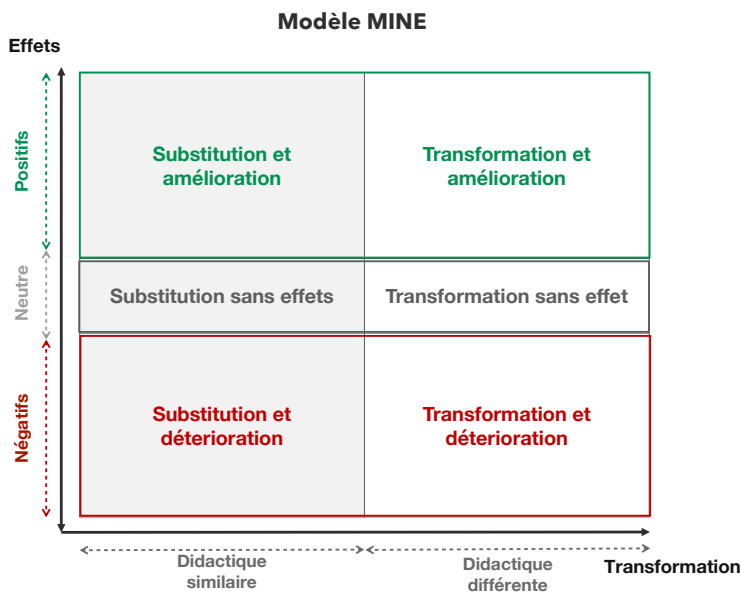 Modèle MINE
Effets
Positifs
Substitution et
amélioration
Transformation et
amélioration
Neutre
Substitution sans effets
Transformation sans effet
Négatifs
Substitution et
déterioration
Transformation et
déterioration
Didactique
similaire
Didactique
différente
Transformation